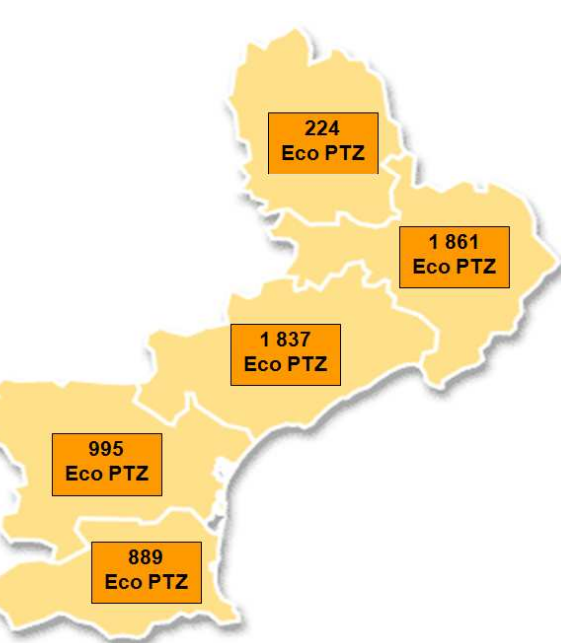 224
Eco PTZ
1 861
Eco PTZ
1 837
Eco PTZ
995
Eco PTZ
889
Eco PTZ